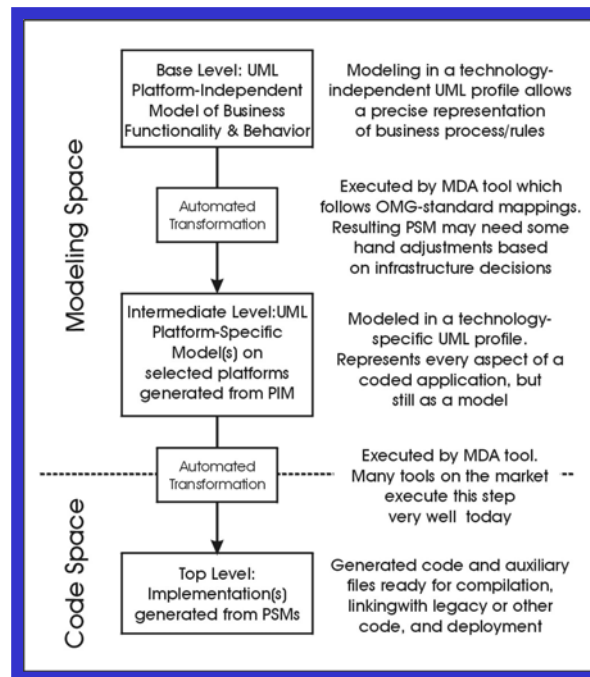 Base Level: UML
Platform-Independent
Model of Business
Functionality & Behavior
Modeling in a technology-
independent UML profile allows
a precise representation
of business process/rules
Automated
Transformation
Executed by MDA tool which
follows OMG-standard mappings.
Resulting PSM may need some
hand adjustments based
on infrastructure decisions
Modeling Space
Intermediate Level:UML
Platform-Specific
Model(s) on
selected platforms
generated from PIM
Modeled in a technology-
specific UML profile.
Represents every aspect of a
coded application, but
still as a model
Automated
Transformation
Executed by MDA tool.
Many tools on the market
execute this step
very well today
Code Space
Top Level:
Implementation(s)
generated from PSMs
Generated code and auxiliary
files ready for compilation,
linkingwith legacy or other
code, and deployment